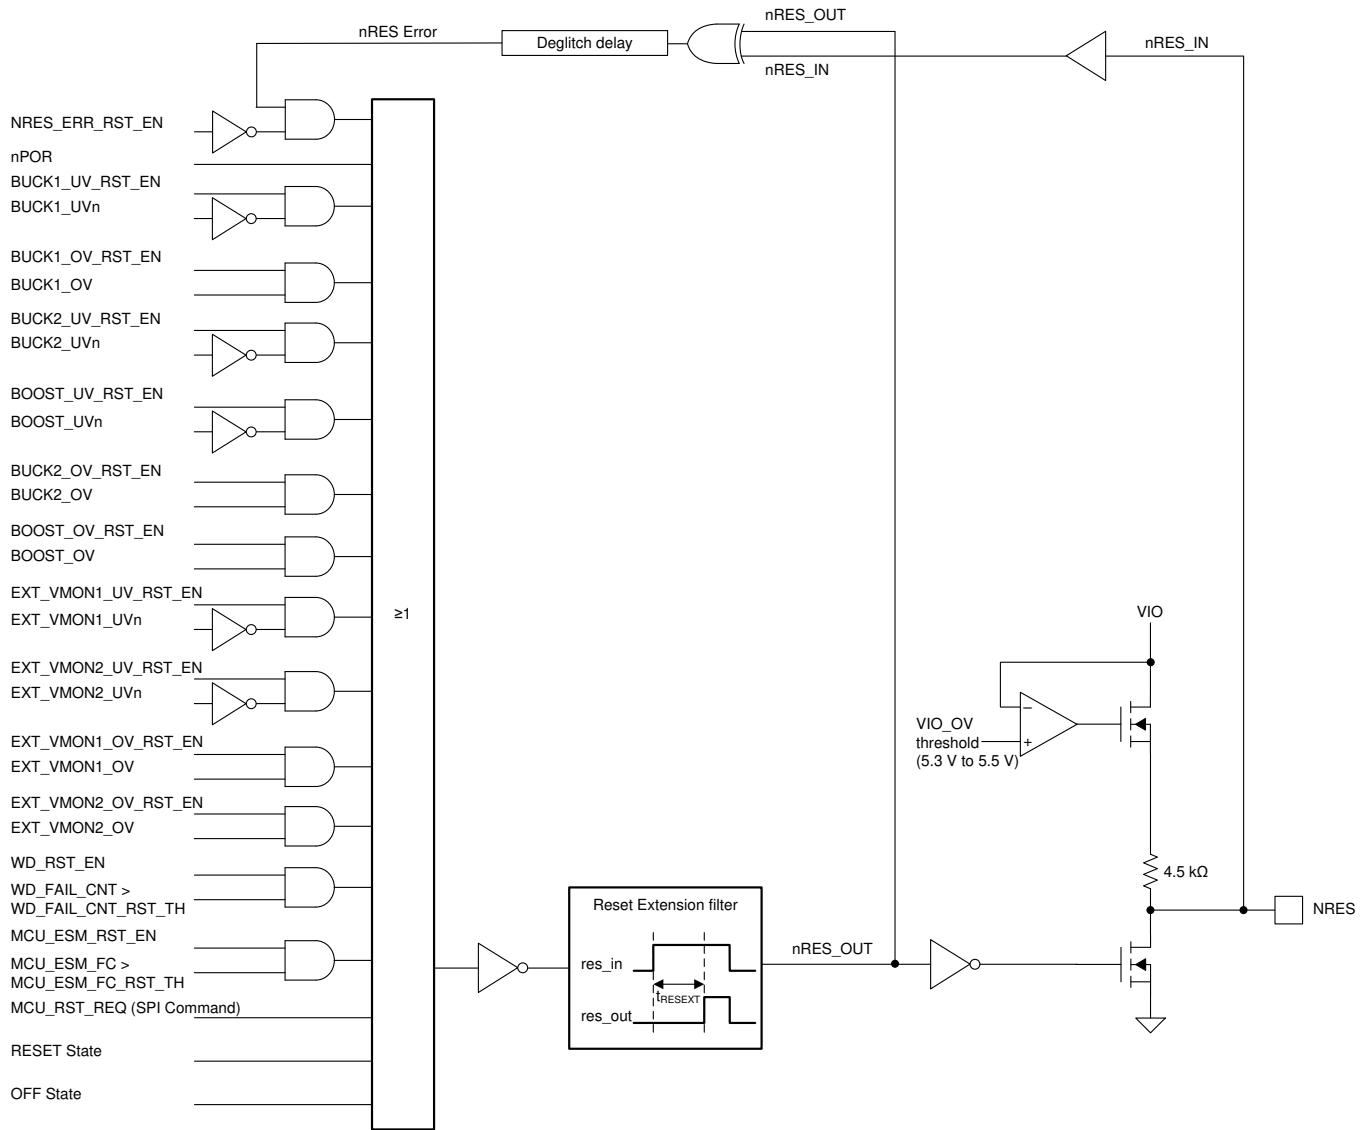 nRES_OUT
nRES Error
Deglitch delay
nRES_IN
nRES_IN
NRES_ERR_RST_EN
nPOR
BUCK1_UV_RST_EN
BUCK1_UVn
BUCK1_OV_RST_EN
BUCK1_OV
BUCK2_UV_RST_EN
BUCK2_UVn
BOOST_UV_RST_EN
BOOST_UVn
BUCK2_OV_RST_EN
BUCK2_OV
BOOST_OV_RST_EN
BOOST_OV
EXT_VMON1_UV_RST_EN
EXT_VMON1_UVn
EXT_VMON2_UV_RST_EN
EXT_VMON2_UVn
EXT_VMON1_OV_RST_EN
EXT_VMON1_OV
EXT_VMON2_OV_RST_EN
EXT_VMON2_OV
WD_RST_EN
WD_FAIL_CNT >
WD_FAIL_CNT_RST_TH
MCU_ESM_RST_EN
MCU_ESM_FC >
MCU_ESM_FC_RST_TH
MCU_RST_REQ (SPI Command)
RESET State
OFF State
≥1
Reset Extension filter
res_in
tRESEXT
res_out
nRES_OUT
VIO
−
+
VIO_OV
threshold
(5.3 V to 5.5 V)
4.5 kΩ
NRES